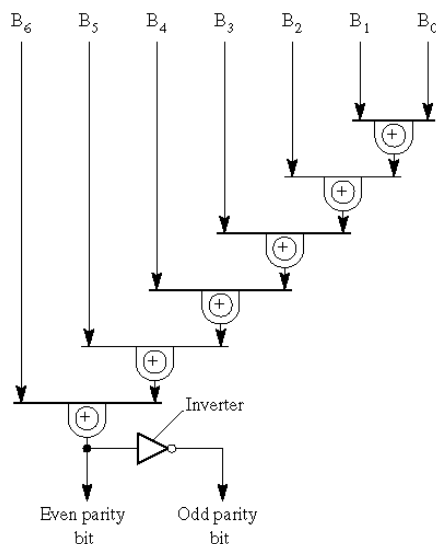 B6 B5 B4 B3 B2 B1 B0
+
+
+
+
+
+
Inverter
Even parity bit
Odd parity bit